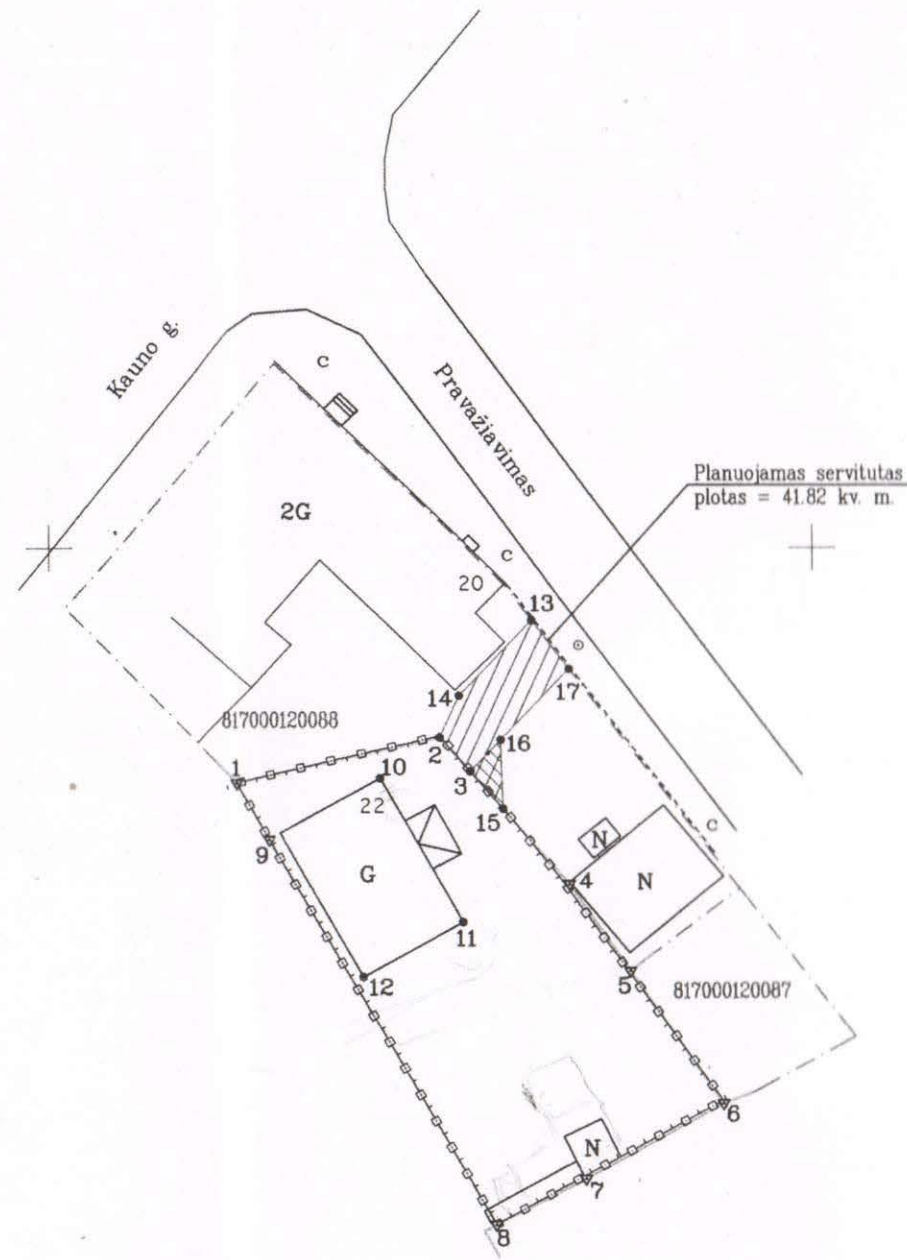 Kauno g.
c
Pravažiavimas
Planuojamas servitutas
plotas = 41.82 kv. m.
2G
c
20
13
17
14
817000120088
2
16
1
10
3
22
15
9
N
c
G
4
N
11
5
12
817000120087
6
N
7
8